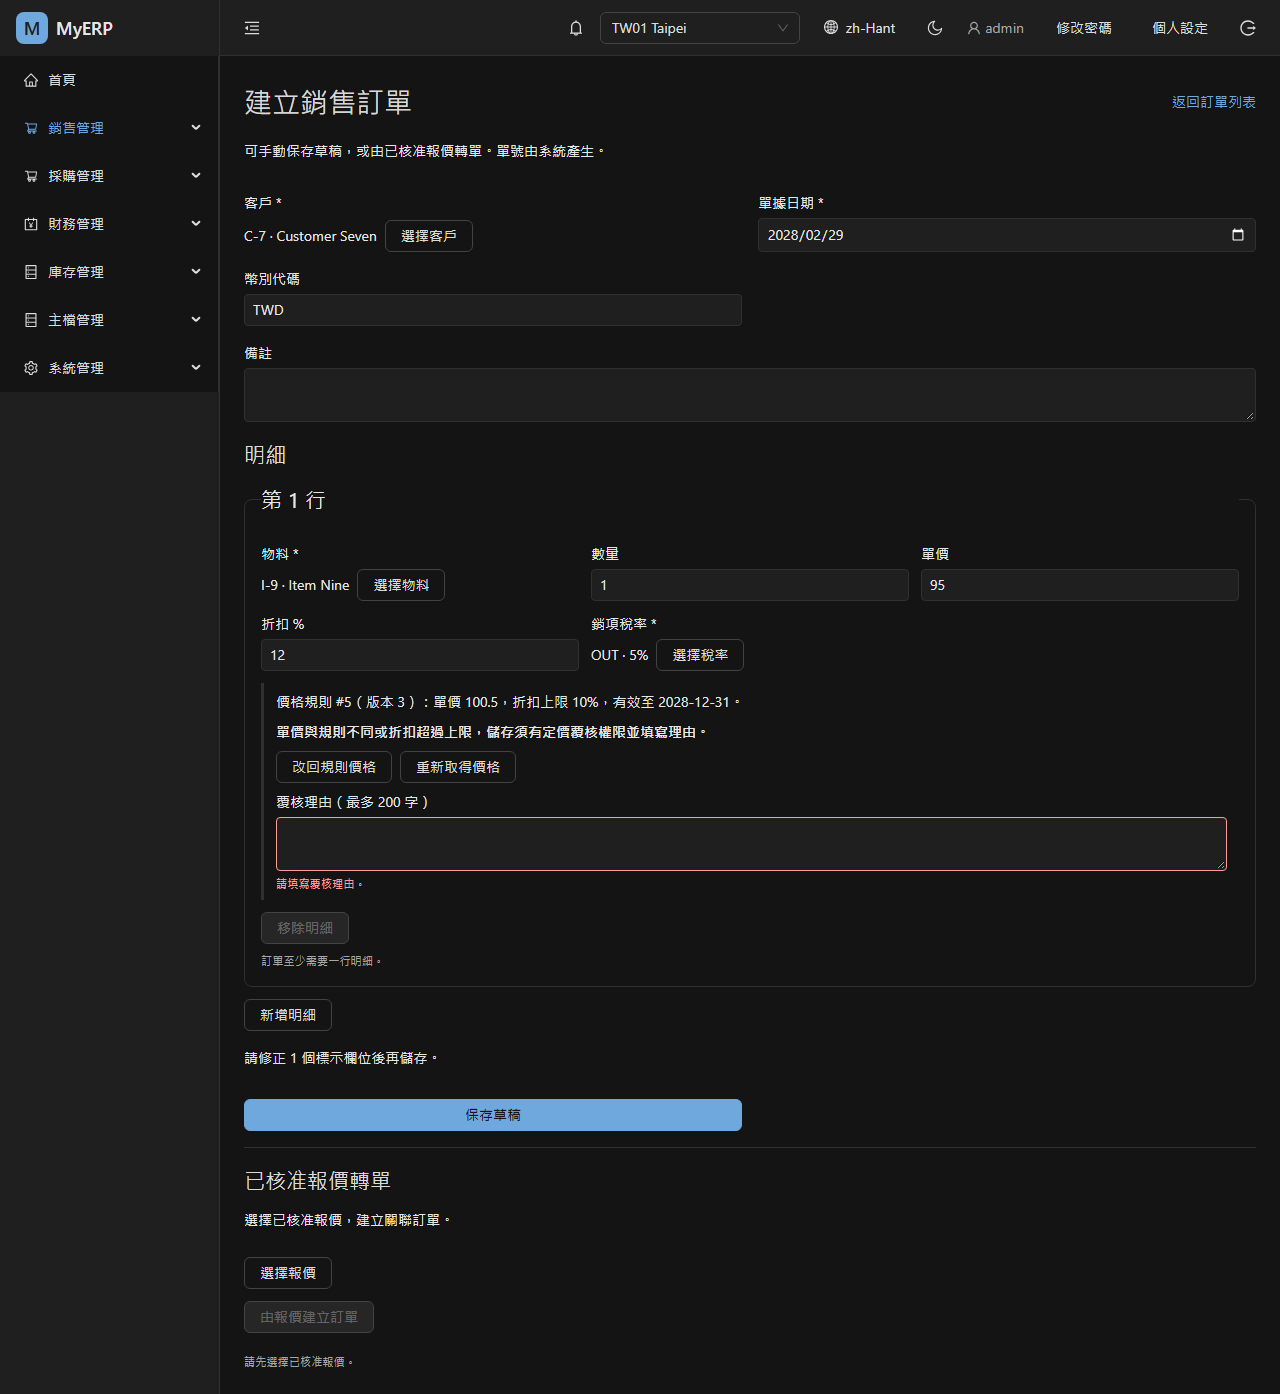 M MyERP
TW01 Taipei
zh-Hant
admin
修改密碼
個人設定
首頁
銷售管理
採購管理
財務管理
庫存管理
主檔管理
系統管理
建立銷售訂單
返回訂單列表
可手動保存草稿，或由已核准報價轉單。單號由系統產生。
客戶 *
單據日期 *
C-7 · Customer Seven
選擇客戶
2028/02/29
幣別代碼
TWD
備註
明細
第 1 行
物料 *
數量
單價
I-9 · Item Nine
選擇物料
1
95
折扣 %
銷項稅率 *
12
OUT · 5%
選擇稅率
價格規則 #5（版本 3）：單價 100.5，折扣上限 10%，有效至 2028-12-31。
單價與規則不同或折扣超過上限，儲存須有定價覆核權限並填寫理由。
改回規則價格
重新取得價格
覆核理由（最多 200 字）
請填寫覆核理由。
移除明細
訂單至少需要一行明細。
新增明細
請修正 1 個標示欄位後再儲存。
保存草稿
已核准報價轉單
選擇已核准報價，建立關聯訂單。
選擇報價
由報價建立訂單
請先選擇已核准報價。